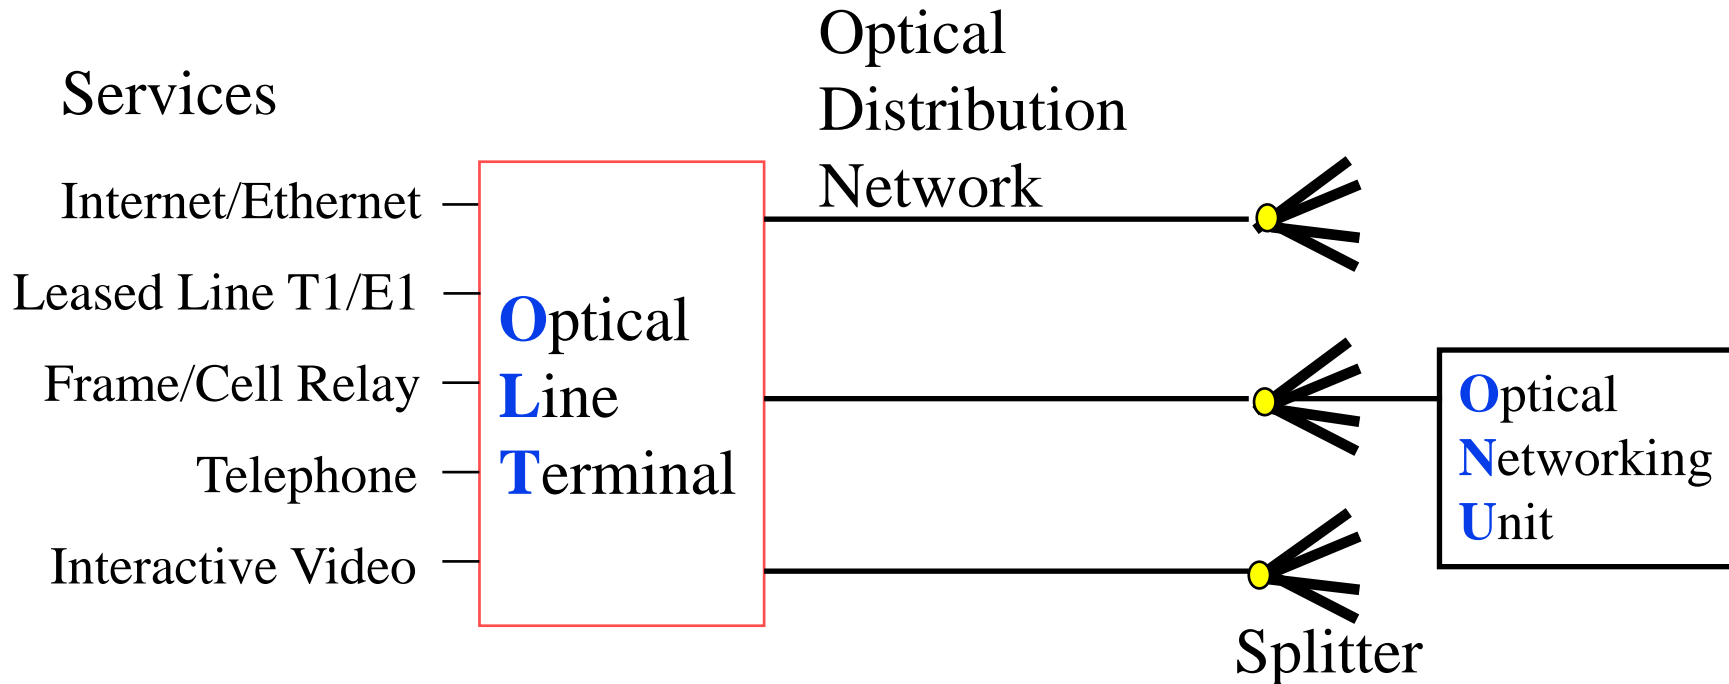 Services
Internet/Ethernet
Leased Line T1/E1
Frame/Cell Relay
Telephone
Interactive Video
Optical
Line
Terminal
Optical
Distribution
Network
Splitter
Optical
Networking
Unit